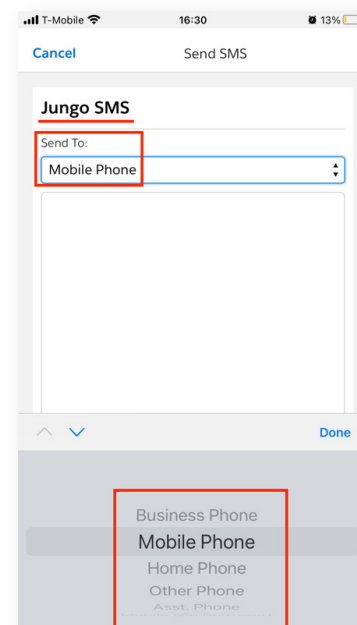 T-Mobile 16:30 13%
Cancel Send SMS
Jungo SMS
Send To:
Mobile Phone
Done
Business Phone
Mobile Phone
Home Phone
Other Phone
Asst. Phone